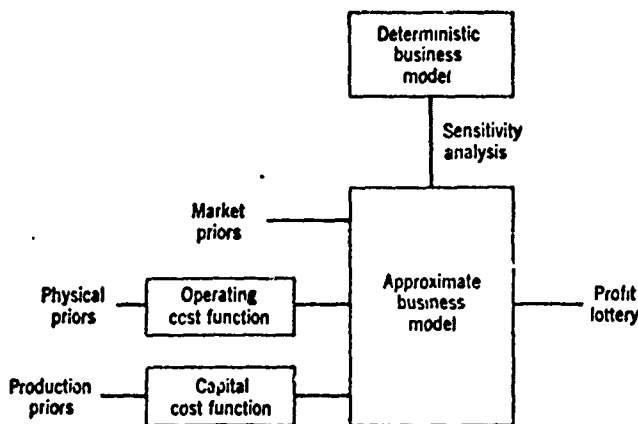 Deterministic
business
model
Sensitivity
analysis
Market
priors
Physical
priors
Operating
cost function
Approximate
business
model
Profit
lottery
Production
priors
Capital
cost function